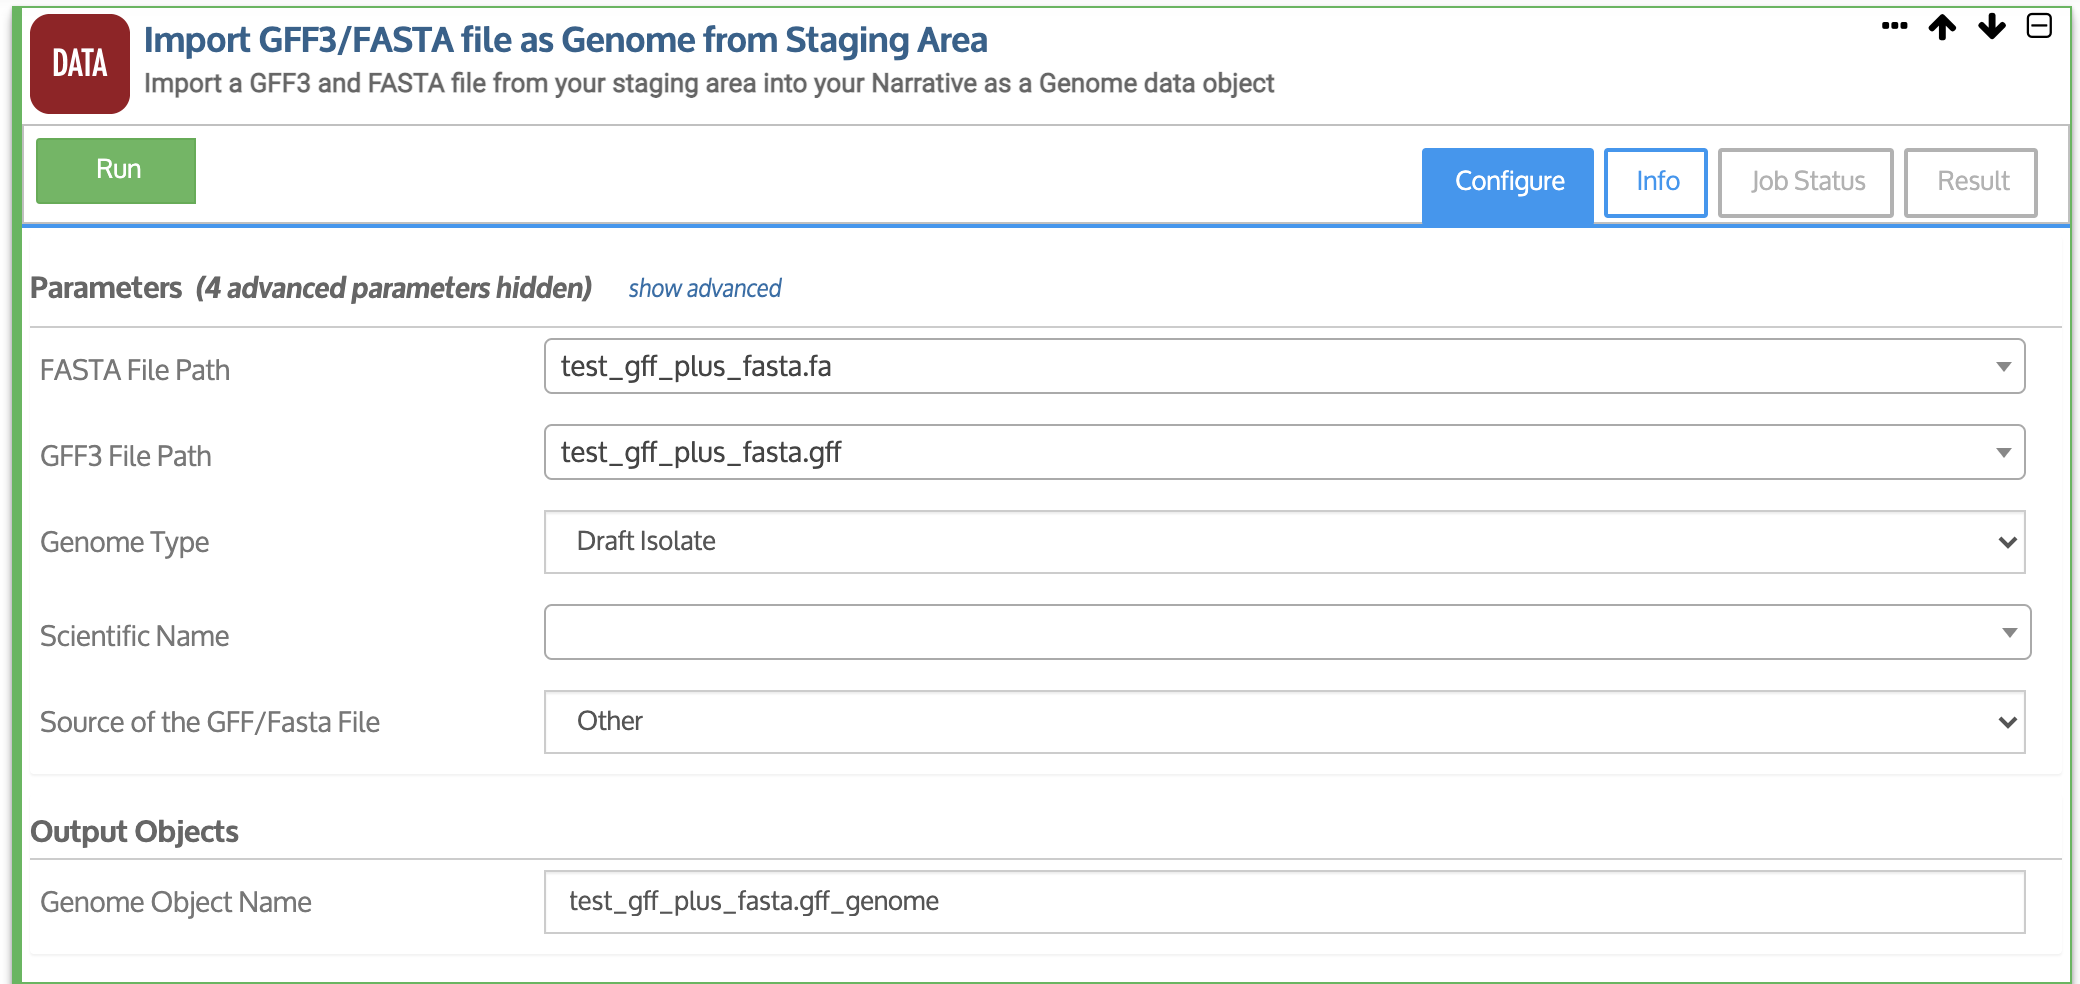 DATA
Import GFF3/FASTA file as Genome from Staging Area
Import a GFF3 and FASTA file from your staging area into your Narrative as a Genome data object
Run
Configure Info Job Status Result
Parameters (4 advanced parameters hidden) show advanced
FASTA File Path test_gff_plus_fasta.fa
GFF3 File Path test_gff_plus_fasta.gff
Genome Type Draft Isolate
Scientific Name
Source of the GFF/Fasta File Other
Output Objects
Genome Object Name test_gff_plus_fasta.gff_genome